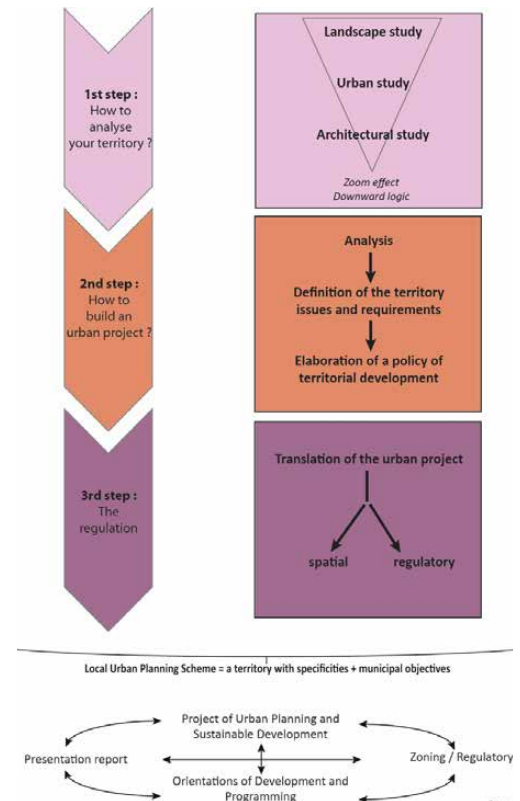 Landscape study
Urban study
Architectural study
Zoom effect
Downward logic
1st step :
How to
analyse
your territory ?
Analysis
Definition of the territory
issues and requirements
Elaboration of a policy of
territorial development
2nd step :
How to
build an
urban project ?
Translation of the urban project
spatial
regulatory
3rd step :
The
regulation
Local Urban Planning Scheme = a territory with specificities + municipal objectives
Project of Urban Planning and
Sustainable Development
Presentation report
Zoning / Regulatory
Orientations of Development and
Programming